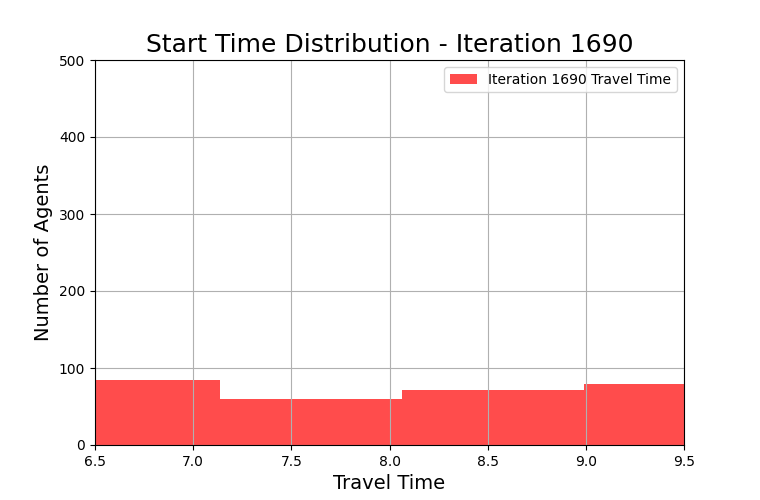 Start Time Distribution - Iteration 1690
Iteration 1690 Travel Time
Number of Agents
500
400
300
200
100
0
6.5 7.0 7.5 8.0 8.5 9.0 9.5
Travel Time